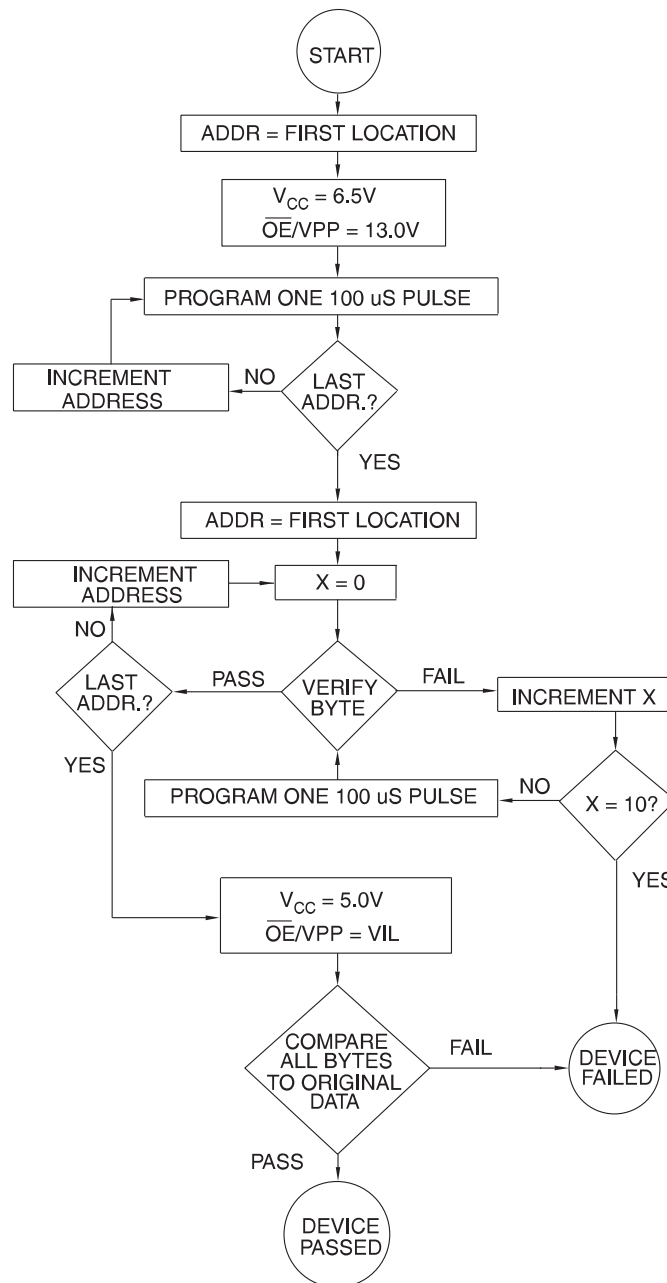 START
ADDR = FIRST LOCATION
VCC = 6.5V
OE/VPP = 13.0V
PROGRAM ONE 100 uS PULSE
INCREMENT
ADDRESS
NO
LAST
ADDR.?
YES
ADDR = FIRST LOCATION
INCREMENT
ADDRESS
X = 0
NO
LAST
ADDR.?
PASS
VERIFY
BYTE
FAIL
INCREMENT X
YES
PROGRAM ONE 100 uS PULSE
NO
X = 10?
YES
VCC = 5.0V
OE/VPP = VIL
COMPARE
ALL BYTES
TO ORIGINAL
DATA
FAIL
DEVICE
FAILED
PASS
DEVICE
PASSED